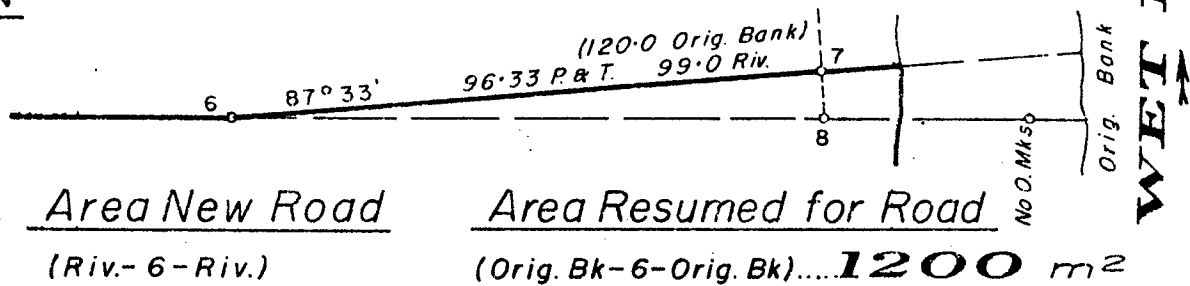 (120·0 Orig. Bank)
6 87°33' 96·33 P. & T. 99·0 Riv. 7
8
No O. Mks
Orig. Bank
WET
Area New Road Area Resumed for Road
(Riv.- 6 - Riv.) (Orig. Bk - 6 - Orig. Bk).... 1200 m²